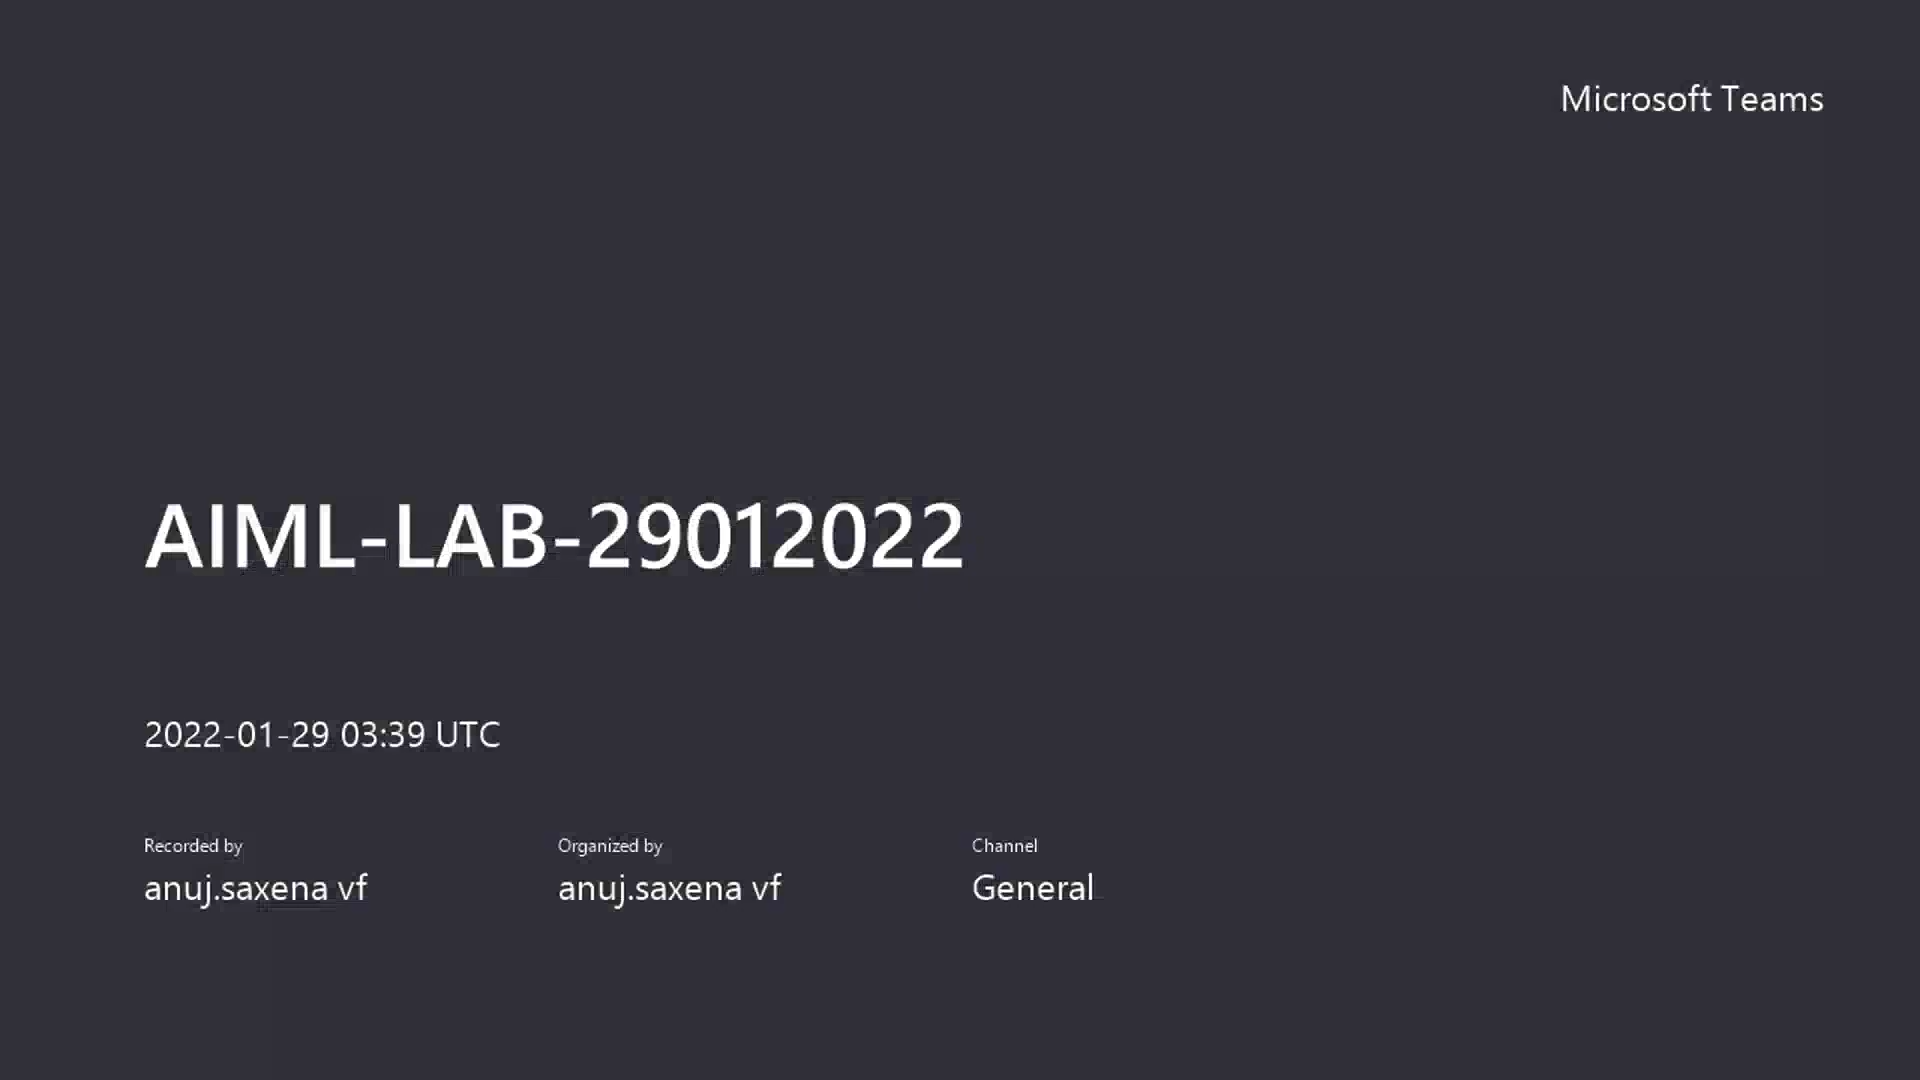 Microsoft Teams
AIML-LAB-29012022
2022-01-29 03:39 UTC
Recorded by
anuj.saxena vf
Organized by
anuj.saxena vf
Channel
General